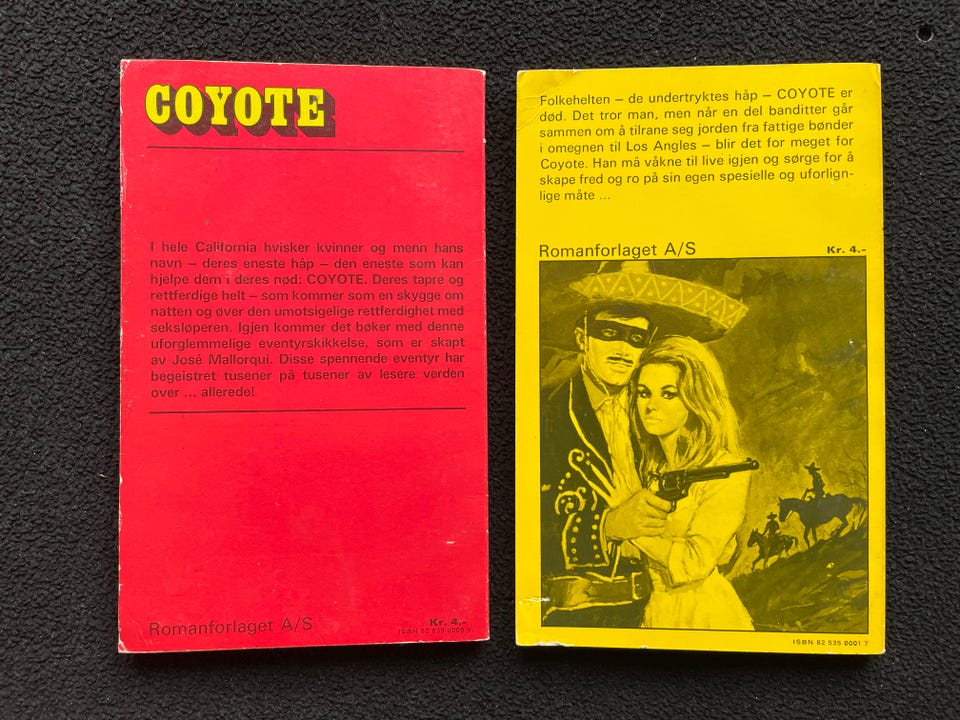 COYOTE
I hele California hvisker kvinner og menn hans
navn – deres eneste håp – den eneste som kan
hjelpe dem i deres nød: COYOTE. Deres tapre og
rettferdige helt – som kommer som en skygge om
natten og øver den umotsigelige rettferdighet med
seksløperen. Igjen kommer det bøker med denne
uforglemmelige eventyrskikkelse, som er skapt
av José Mallorqui. Disse spennende eventyr har
begeistret tusener på tusener av lesere verden
over ... allerede!
Romanforlaget A/S
Kr. 4.-
ISBN 82 535 0000 9
Folkehelten – de undertryktes håp – COYOTE er
død. Det tror man, men når en del banditter går
sammen om å tilrane seg jorden fra fattige bønder
i omegnen til Los Angles – blir det for meget for
Coyote. Han må våkne til live igjen og sørge for å
skape fred og ro på sin egen spesielle og uforlign-
lige måte ...
Romanforlaget A/S
Kr. 4.-
ISBN 82 535 0001 7